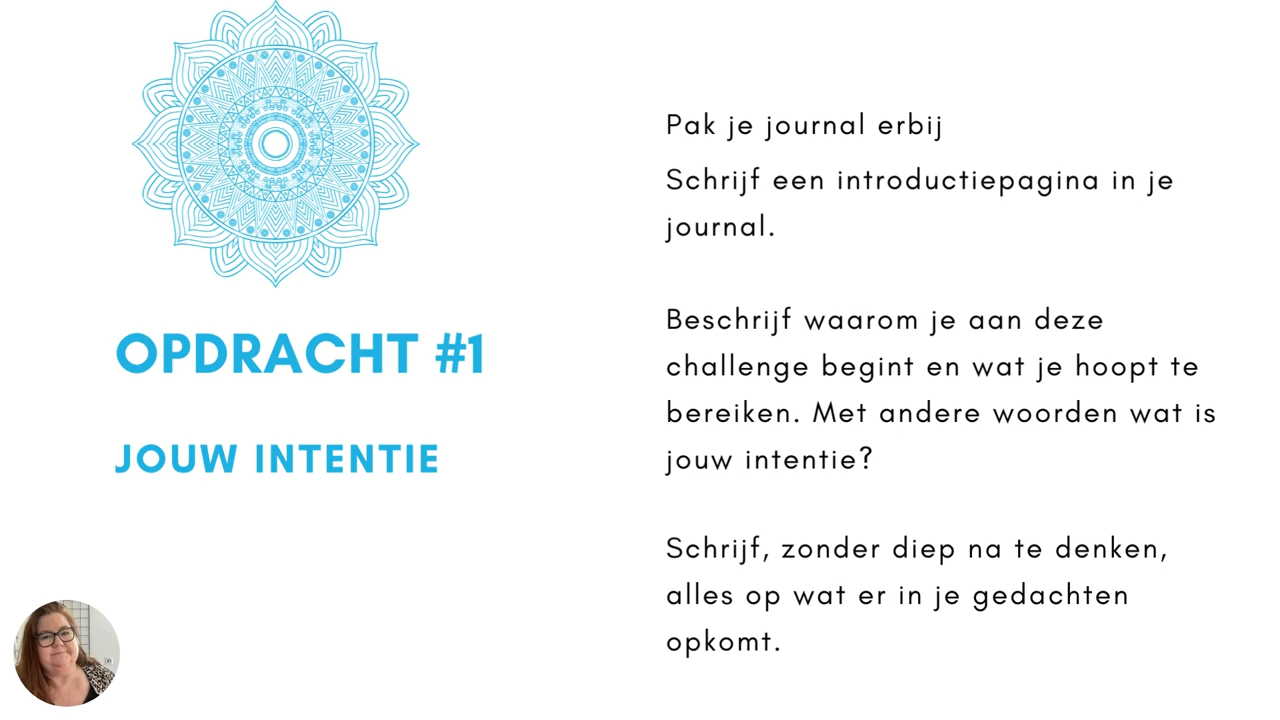 OPDRACHT #1
JOUW INTENTIE
Pak je journal erbij
Schrijf een introductiepagina in je
journal.
Beschrijf waarom je aan deze
challenge begint en wat je hoopt te
bereiken. Met andere woorden wat is
jouw intentie?
Schrijf, zonder diep na te denken,
alles op wat er in je gedachten
opkomt.